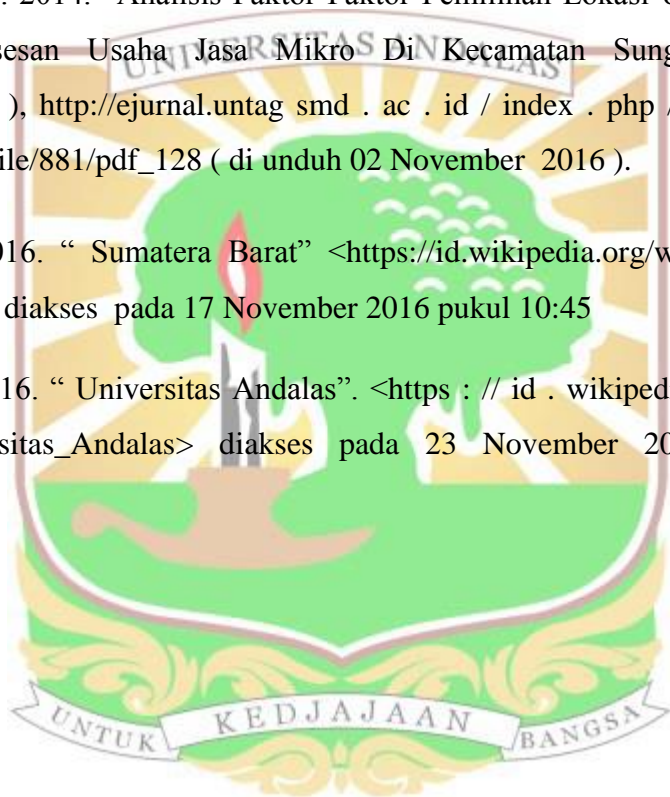 . 2014. “Analisis Faktor-Faktor Pemilihan Lokasi
sesan Usaha Jasa Mikro Di Kecamatan Sung
), http://ejurnal.untag smd . ac . id / index . php /
ile/881/pdf_128 ( di unduh 02 November 2016 ).
016. “ Sumatera Barat” <https://id.wikipedia.org/w
diakses pada 17 November 2016 pukul 10:45
16. “ Universitas Andalas”. <https : // id . wikiped
sitas_Andalas> diakses pada 23 November 20
UNIVERSITAS ANDALAS
UNTUK KEDJAJAAN BANGSA